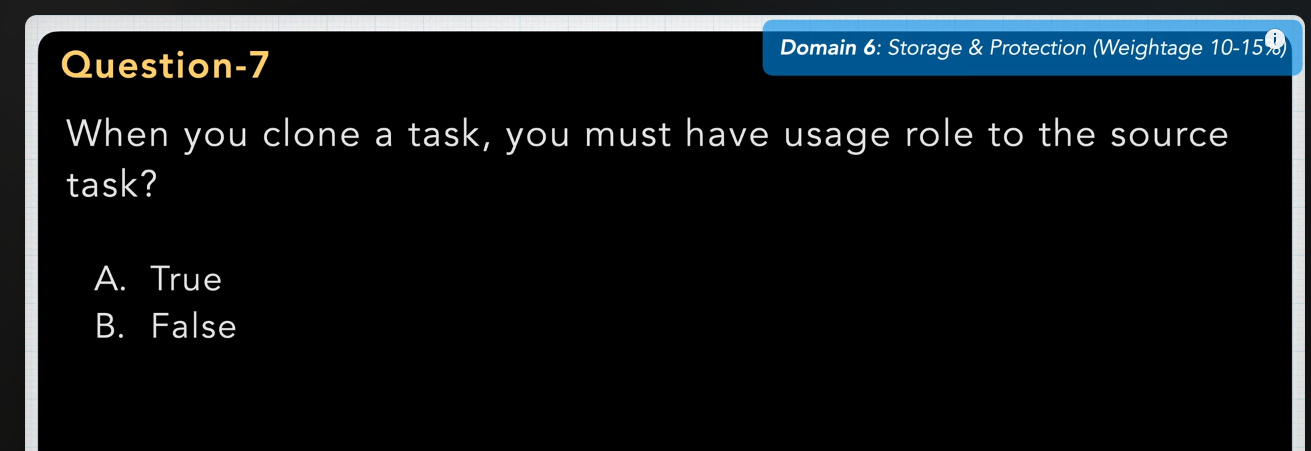 Domain 6: Storage & Protection (Weightage 10-15%)
Question-7
When you clone a task, you must have usage role to the source
task?
A. True
B. False